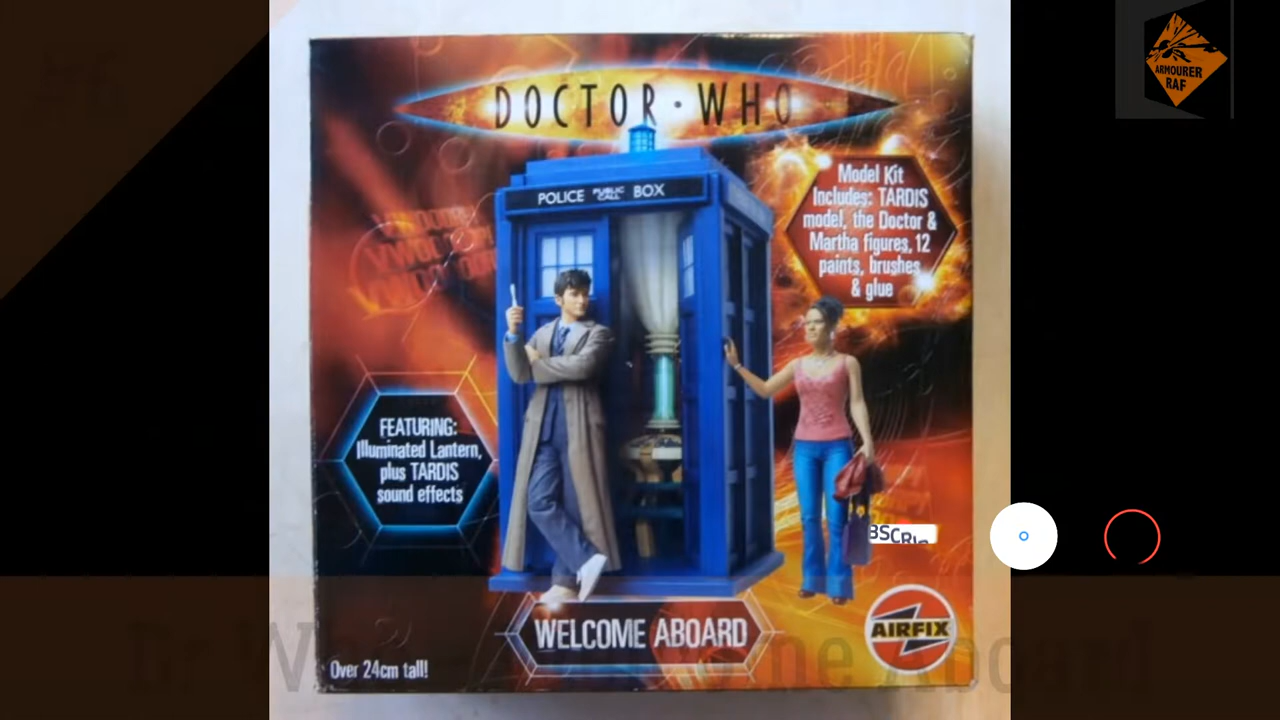 ARMOURER
RAF
DOCTOR·WHO
POLICE PUBLIC CALL BOX
Model Kit
Includes: TARDIS
model, the Doctor &
Martha figures, 12
paints, brushes
& glue
FEATURING:
Illuminated Lantern,
plus TARDIS
sound effects
BSCRIB
WELCOME ABOARD
AIRFIX
Over 24cm tall!